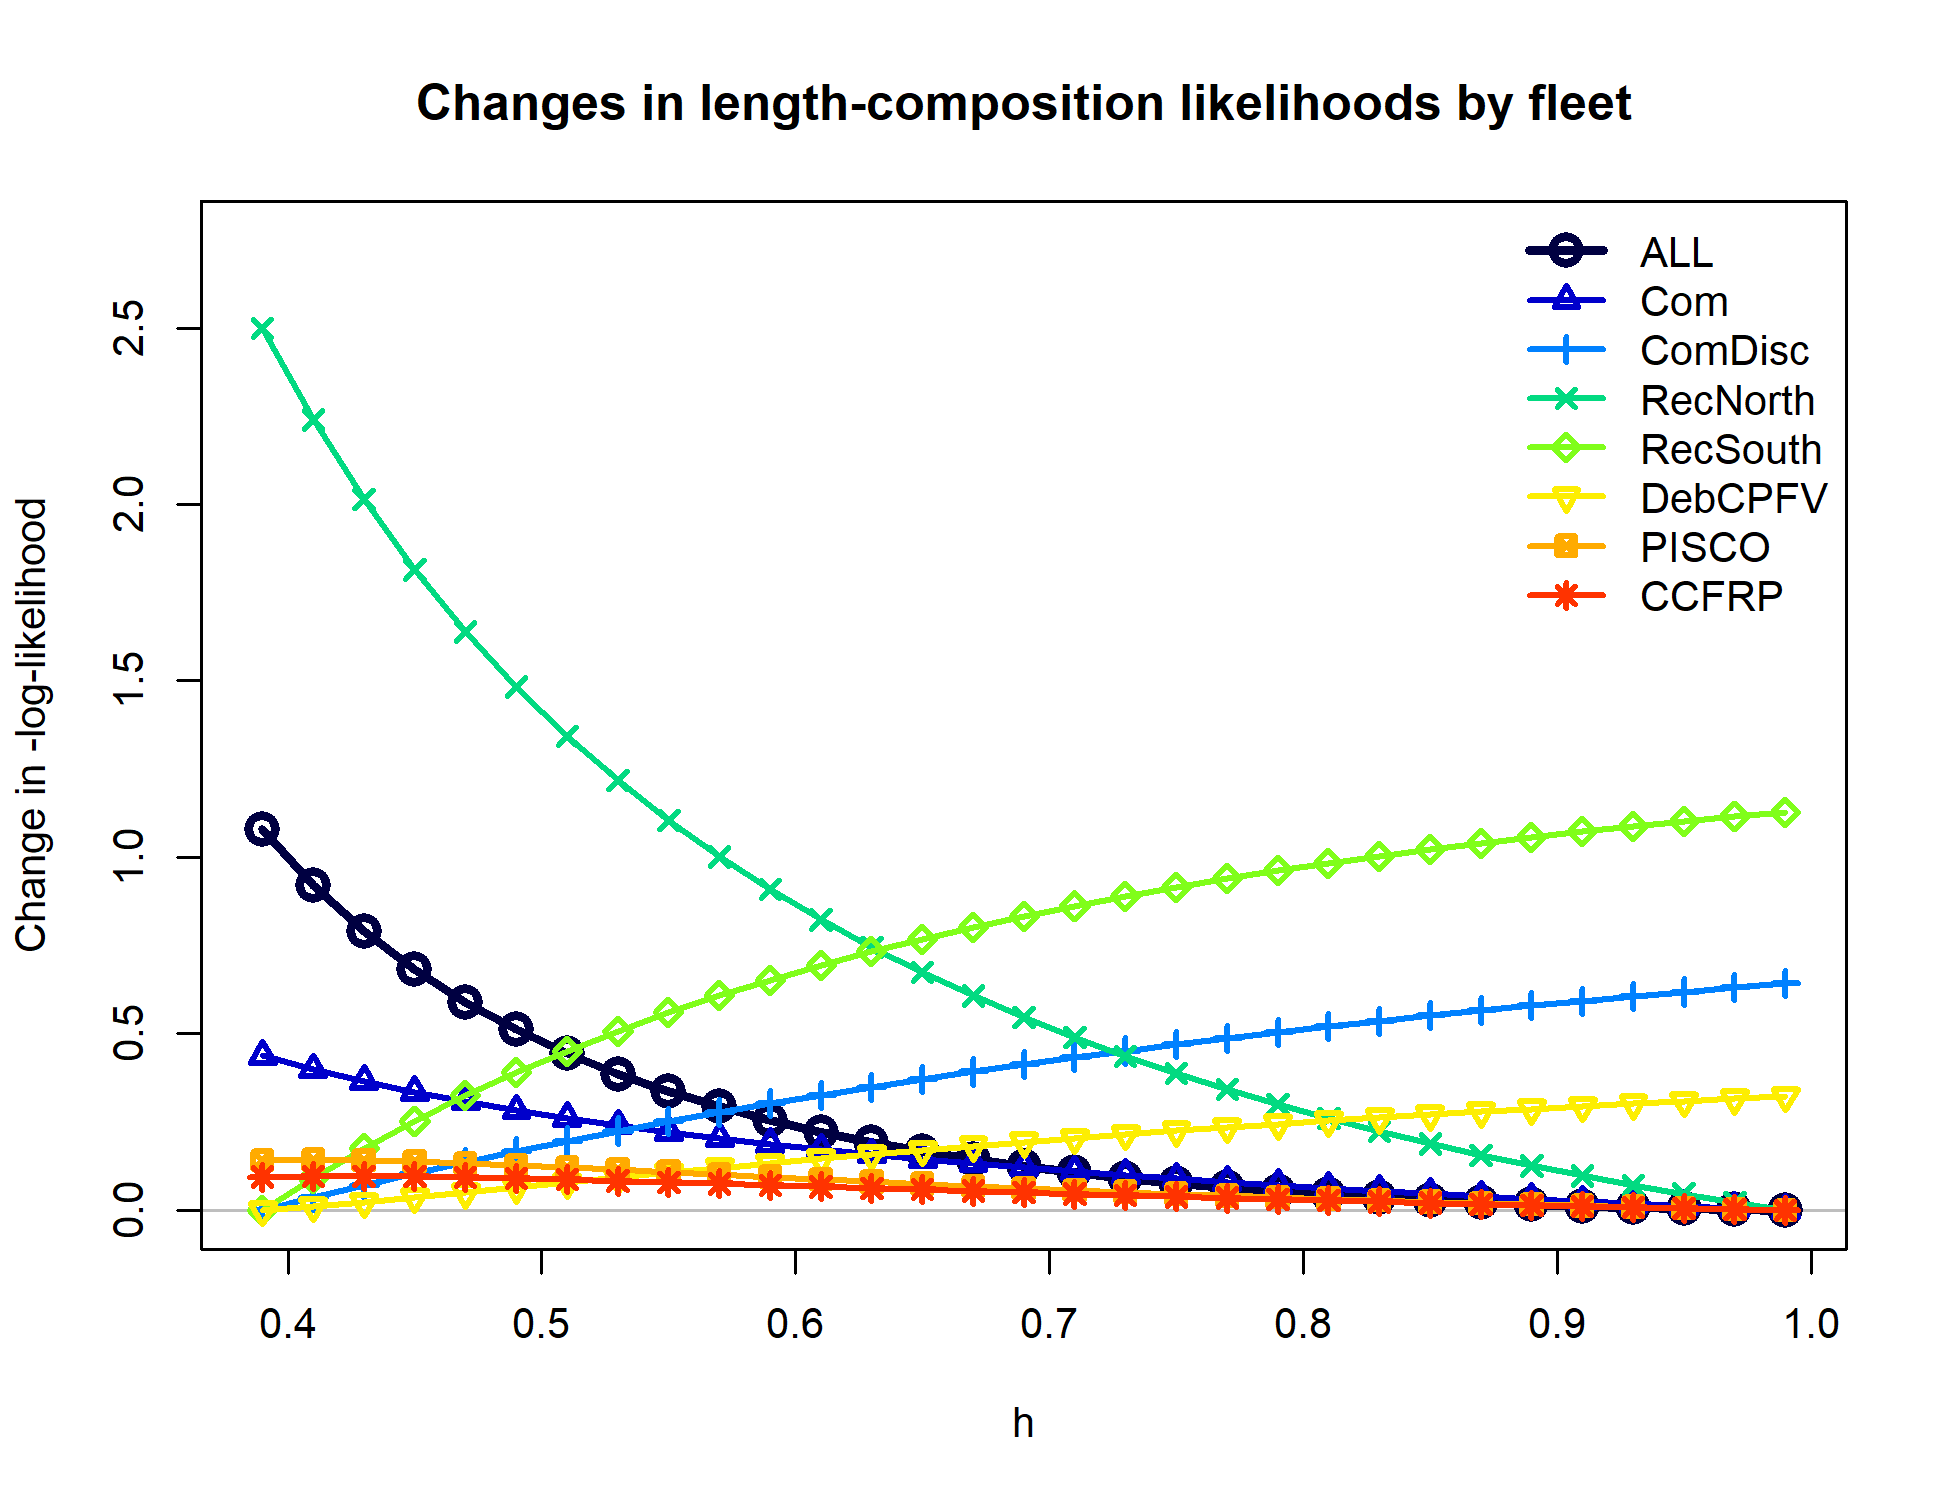 Changes in length-composition likelihoods by fleet
ALL
Com
ComDisc
RecNorth
RecSouth
DebCPFV
PISCO
CCFRP
Change in -log-likelihood
2.5
2.0
1.5
1.0
0.5
0.0
0.4 0.5 0.6 0.7 0.8 0.9 1.0
h